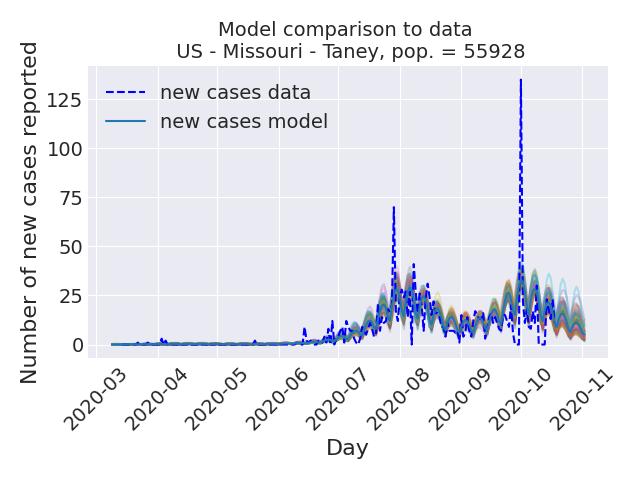 Model comparison to data
US - Missouri - Taney, pop. = 55928
Number of new cases reported
new cases data
new cases model
125
100
75
50
25
0
2020-03
2020-04
2020-05
2020-06
2020-07
2020-08
2020-09
2020-10
2020-11
Day